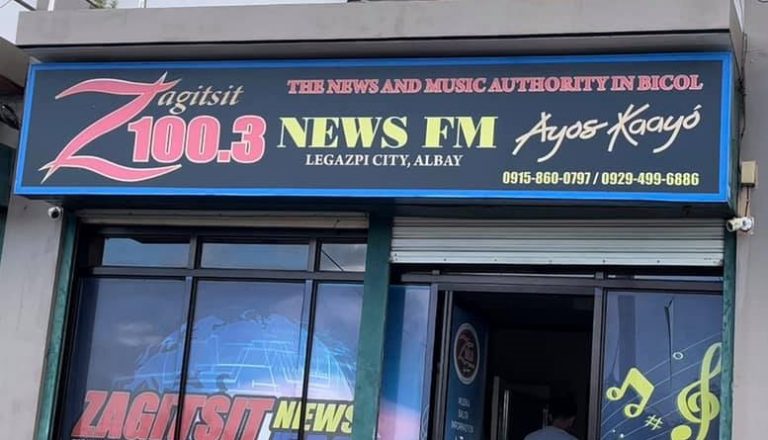 Zagitsit
Z100.3
NEWS FM
LEGAZPI CITY, ALBAY
THE NEWS AND MUSIC AUTHORITY IN BICOL
Ayos Kaayó
0915-860-0797 / 0929-499-6886
ZAGITSIT NEWS